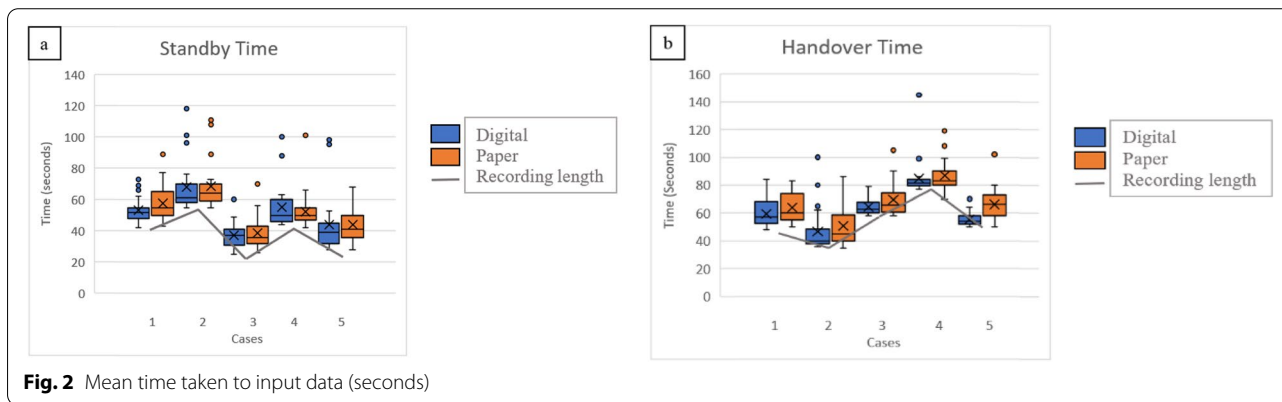 a
Standby Time
140
120
100
80
60
40
20
0
Time (seconds)
1 2 3 4 5
Cases
Digital
Paper
Recording length
b
Handover Time
160
140
120
100
80
60
40
20
0
Time (Seconds)
1 2 3 4 5
Cases
Digital
Paper
Recording length
Fig. 2 Mean time taken to input data (seconds)